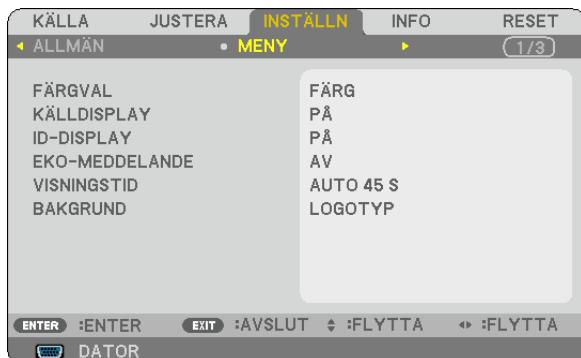 KÄLLA JUSTERA INSTÄLLN INFO RESET
ALLMÄN MENY 1/3
FÄRGVAL FÄRG
KÄLLDISPLAY PÅ
ID-DISPLAY PÅ
EKO-MEDDELANDE AV
VISNINGSTID AUTO 45 S
BAKGRUND LOGOTYP
ENTER :ENTER EXIT :AVSLUT :FLYTTA :FLYTTA
DATOR